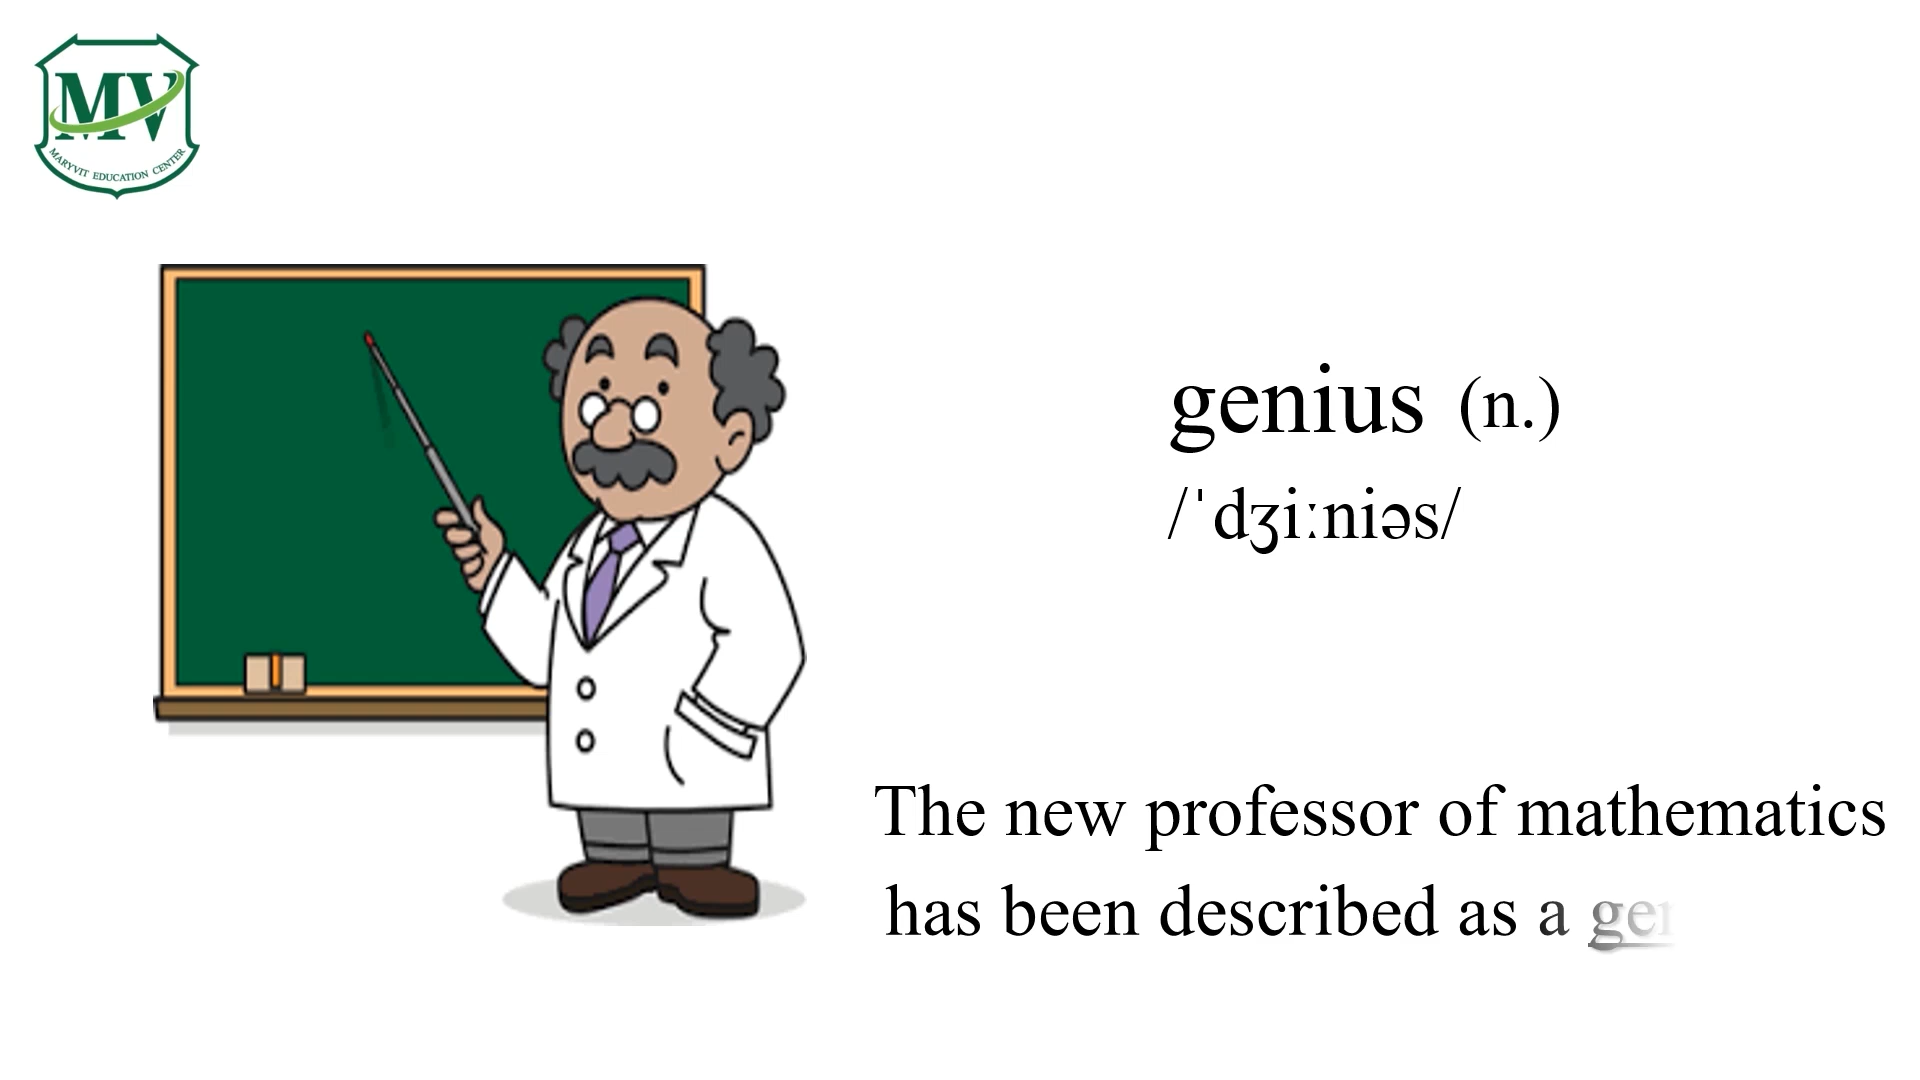 MV
MARYVIT EDUCATION CENTER
genius (n.)
/ˈdʒiːniəs/
The new professor of mathematics
has been described as a